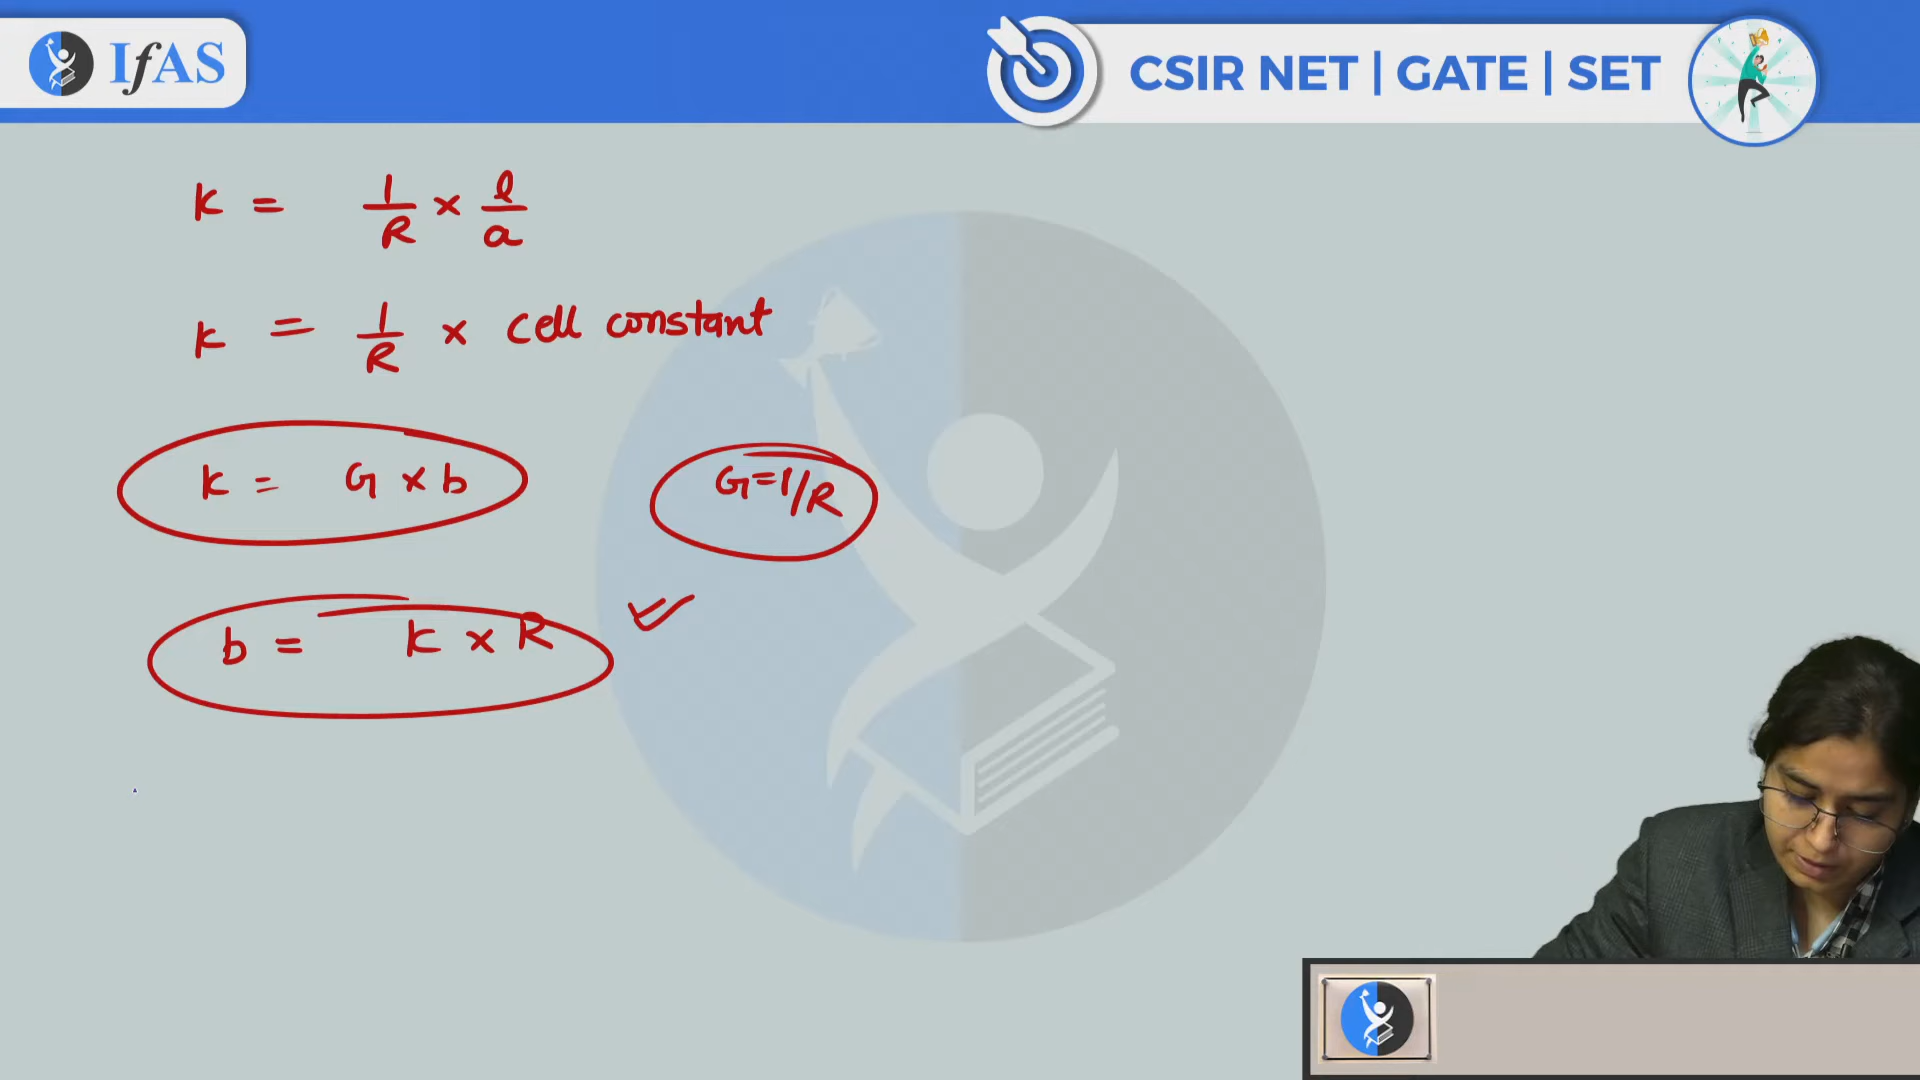 IfAS
CSIR NET | GATE | SET
K = 1/R × l/a
K = 1/R × cell constant
K = G × b
G=1/R
b = K × R